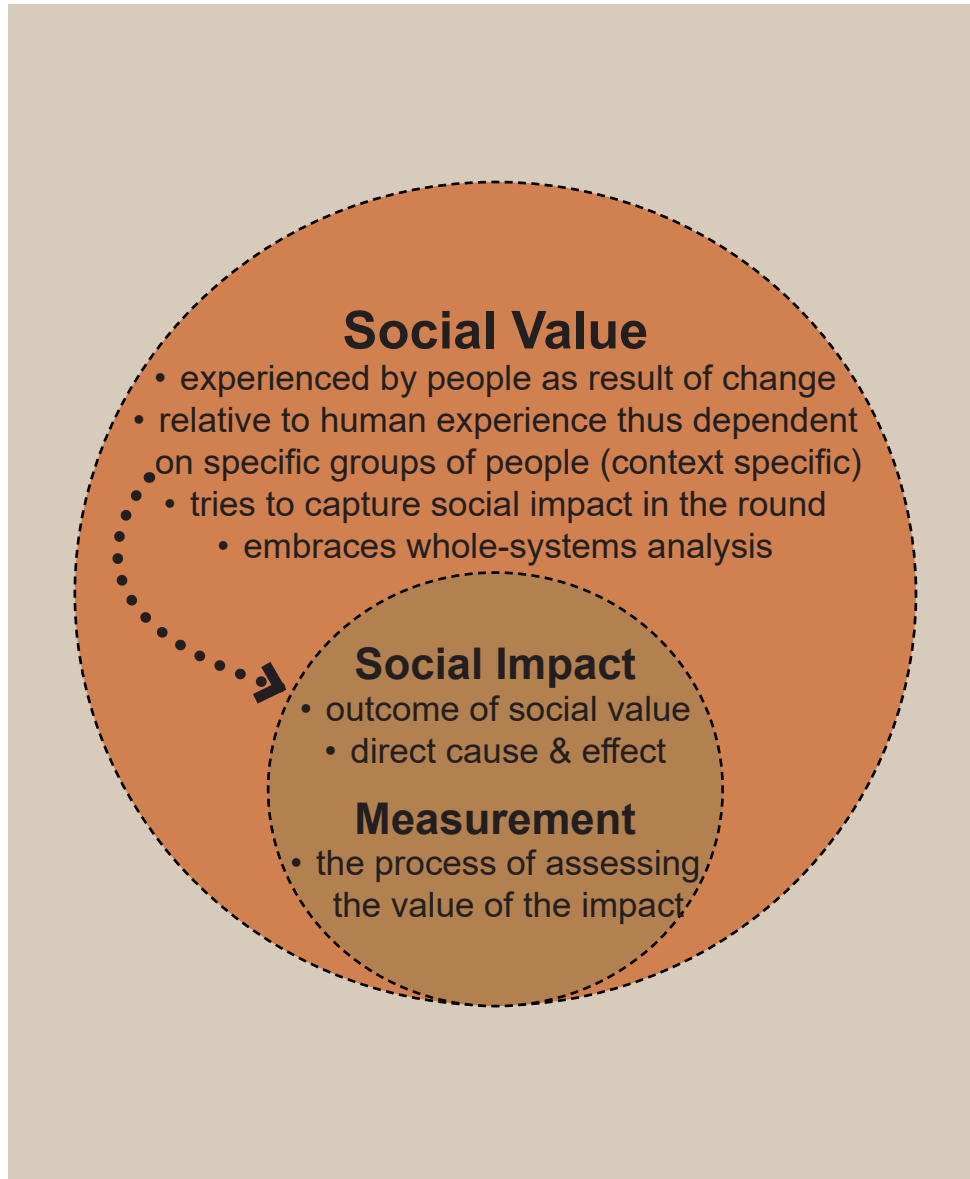 Social Value
• experienced by people as result of change
• relative to human experience thus dependent
on specific groups of people (context specific)
• tries to capture social impact in the round
• embraces whole-systems analysis
Social Impact
• outcome of social value
• direct cause & effect
Measurement
• the process of assessing
the value of the impact